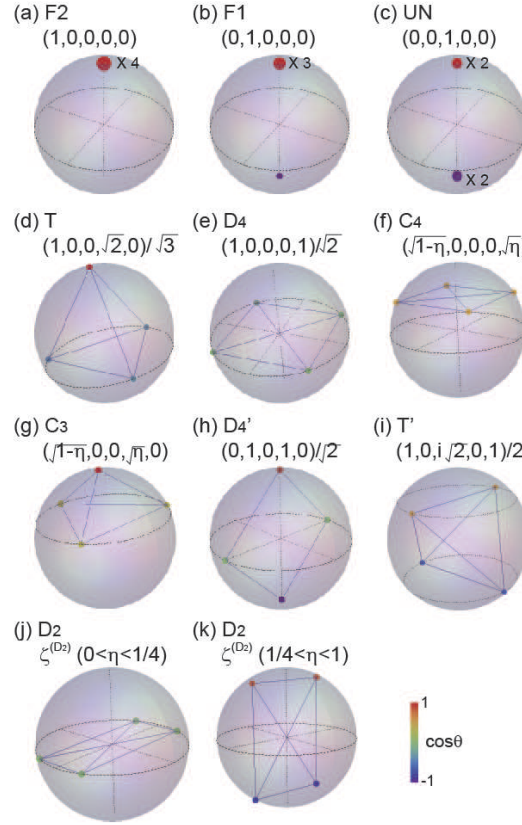 (a) F2
(1,0,0,0,0)
X 4
(b) F1
(0,1,0,0,0)
X 3
(c) UN
(0,0,1,0,0)
X 2
X 2
(d) T
(1,0,0,√2,0)/√3
(e) D4
(1,0,0,0,1)/√2
(f) C4
(√1-η,0,0,0,√η)
(g) C3
(√1-η,0,0,√η,0)
(h) D4'
(0,1,0,1,0)/√2
(i) T'
(1,0,i√2,0,1)/2
(j) D2
ζ(D2) (0<η<1/4)
(k) D2
ζ(D2) (1/4<η<1)
1
cosθ
-1